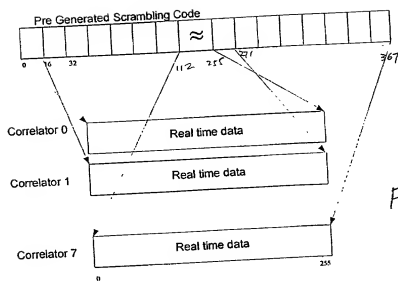 Pre Generated Scrambling Code
≈
0 16 32 112 255 271 367
Correlator 0 Real time data
Correlator 1 Real time data
Correlator 7 Real time data
0 255
F